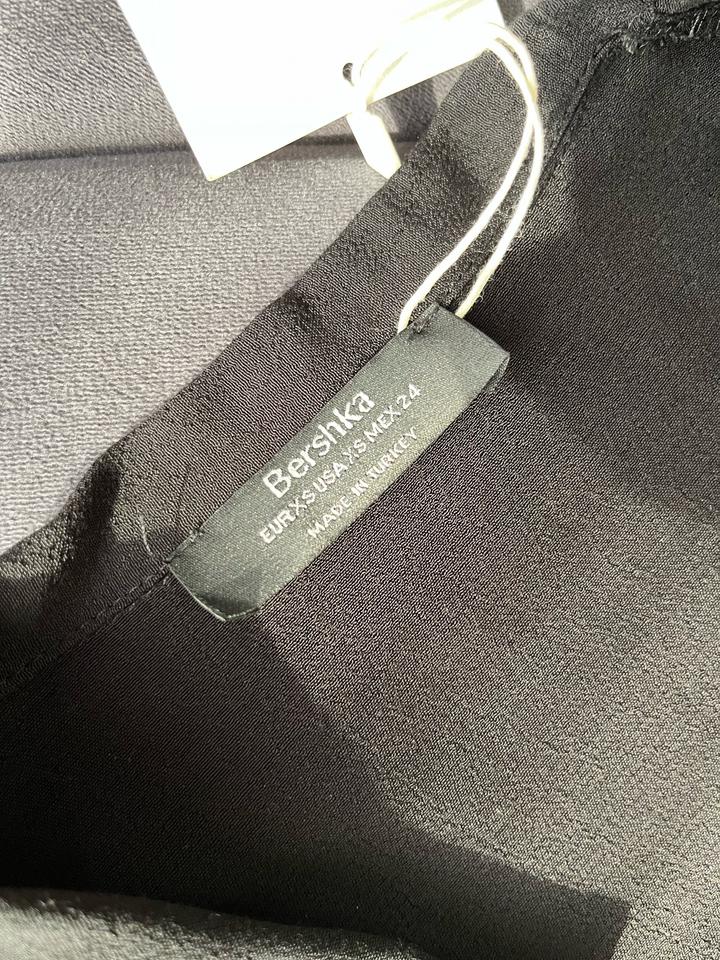 Bershka
EUR XS USA XS MEX 24
MADE IN TURKEY